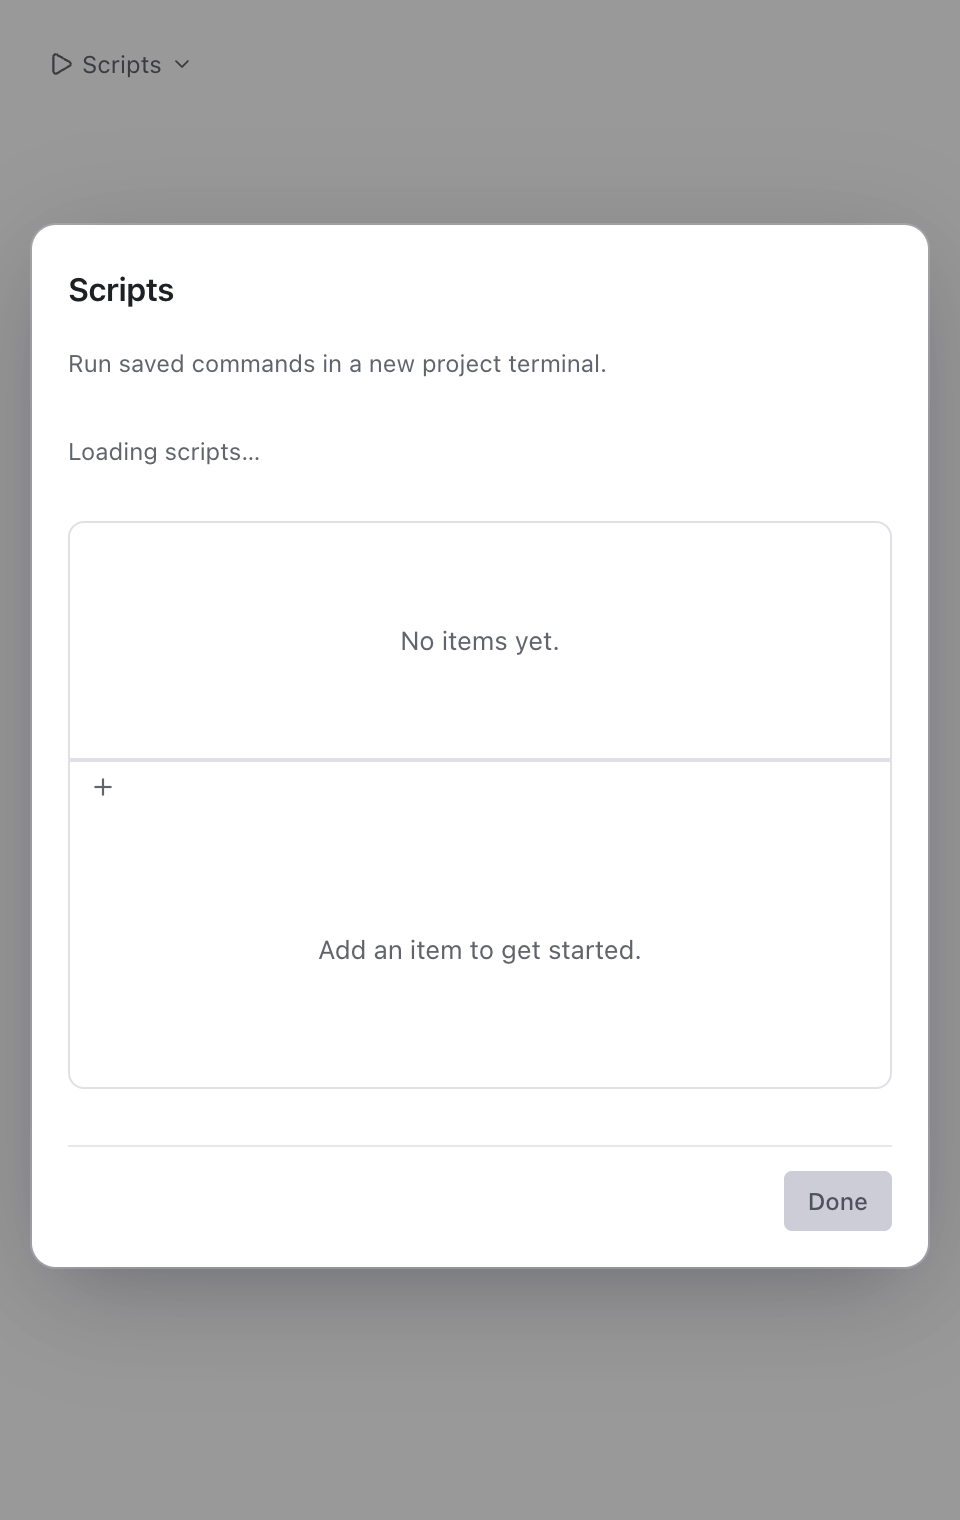 Scripts
Scripts
Run saved commands in a new project terminal.
Loading scripts...
No items yet.
Add an item to get started.
Done